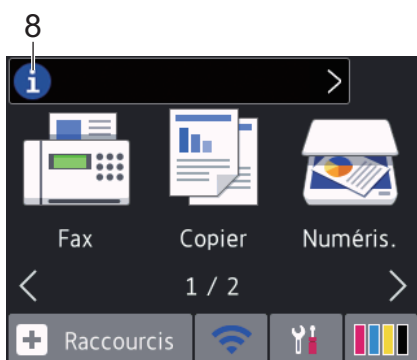 8
i
Fax Copier Numéris.
1 / 2
Raccourcis